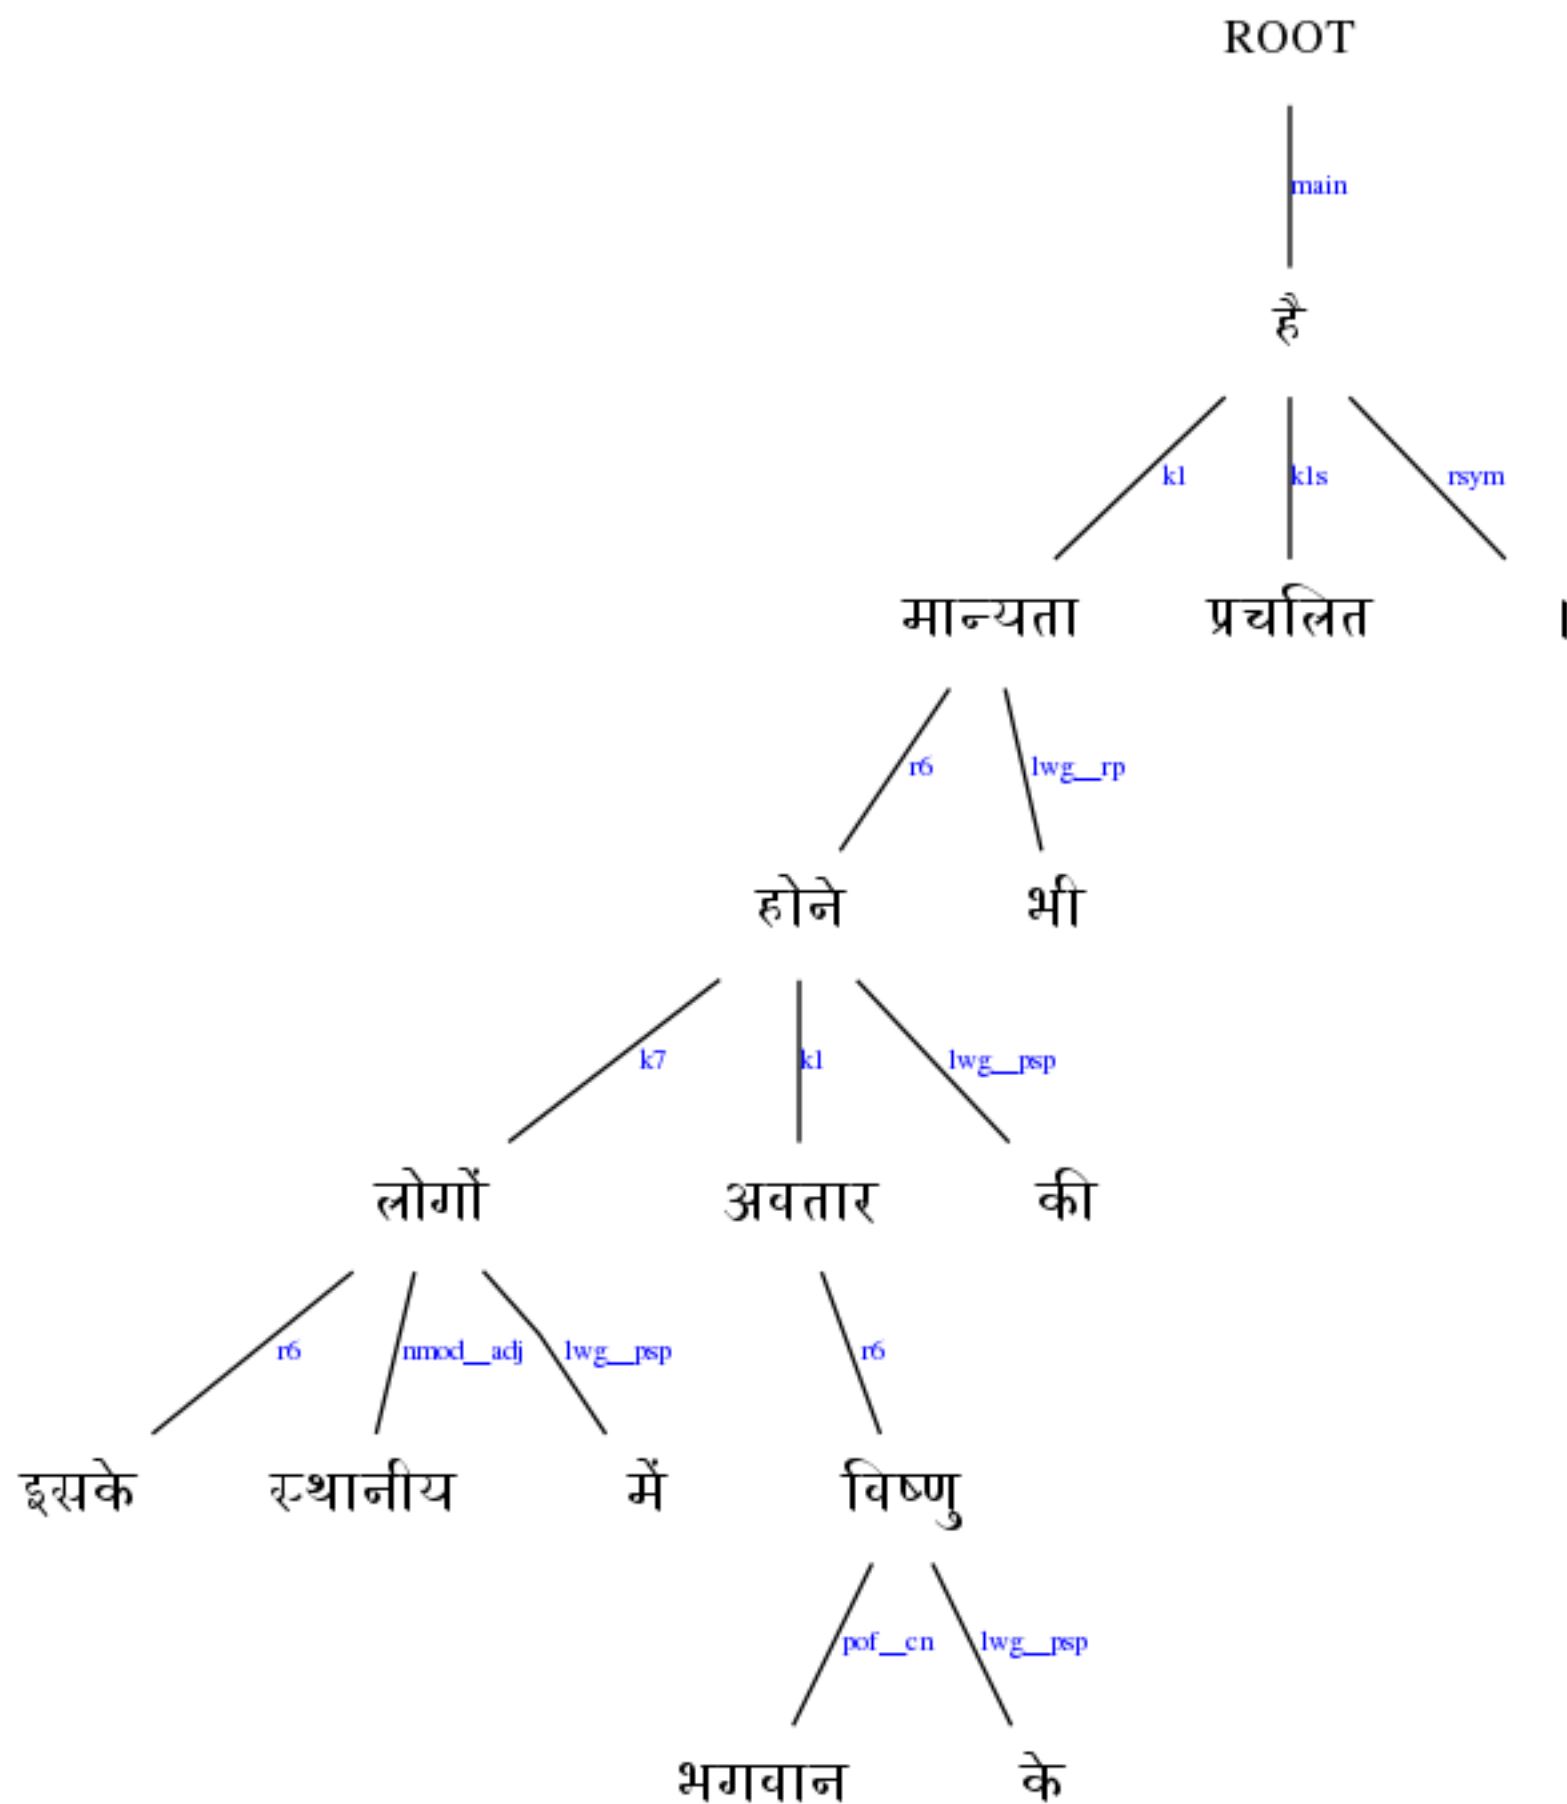 ROOT
main
है
k1 k1s rsym
मान्यता प्रचलित ।
r6 lwg__rp
होने भी
k7 k1 lwg__psp
लोगों अवतार की
r6 nmod__adj lwg__psp r6
इसके स्थानीय में विष्णु
pof__cn lwg__psp
भगवान के